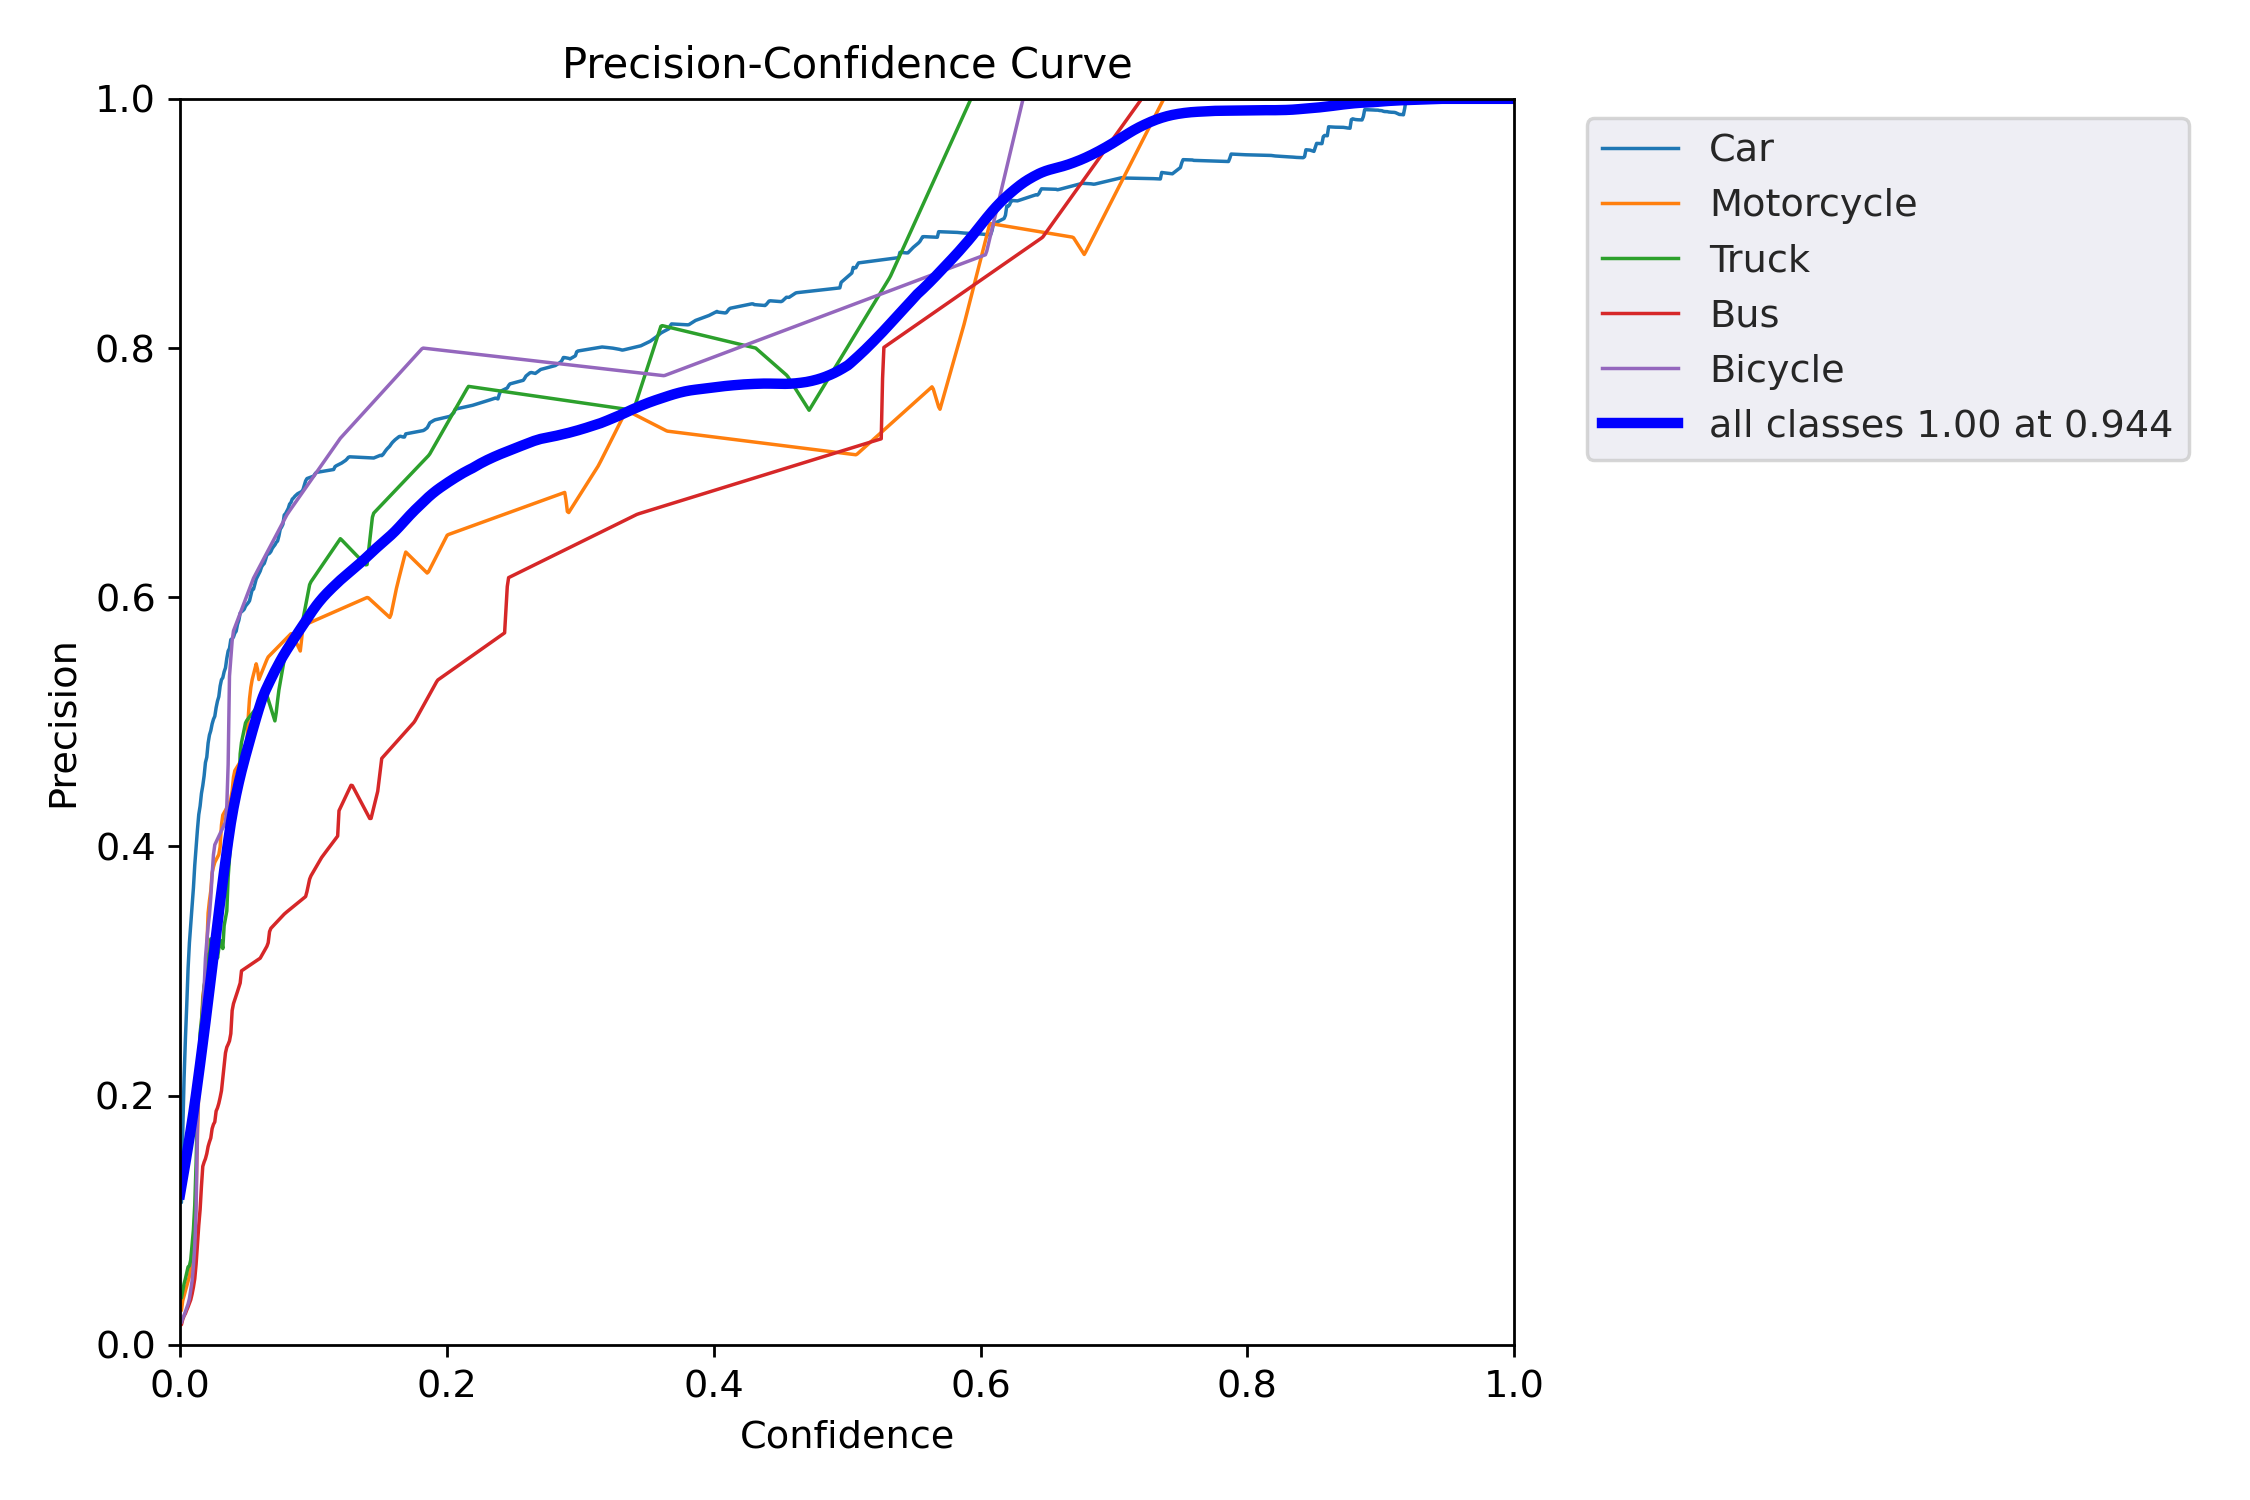 Precision-Confidence Curve
1.0
0.8
0.6
0.4
0.2
0.0
Precision
0.0 0.2 0.4 0.6 0.8 1.0
Confidence
Car
Motorcycle
Truck
Bus
Bicycle
all classes 1.00 at 0.944